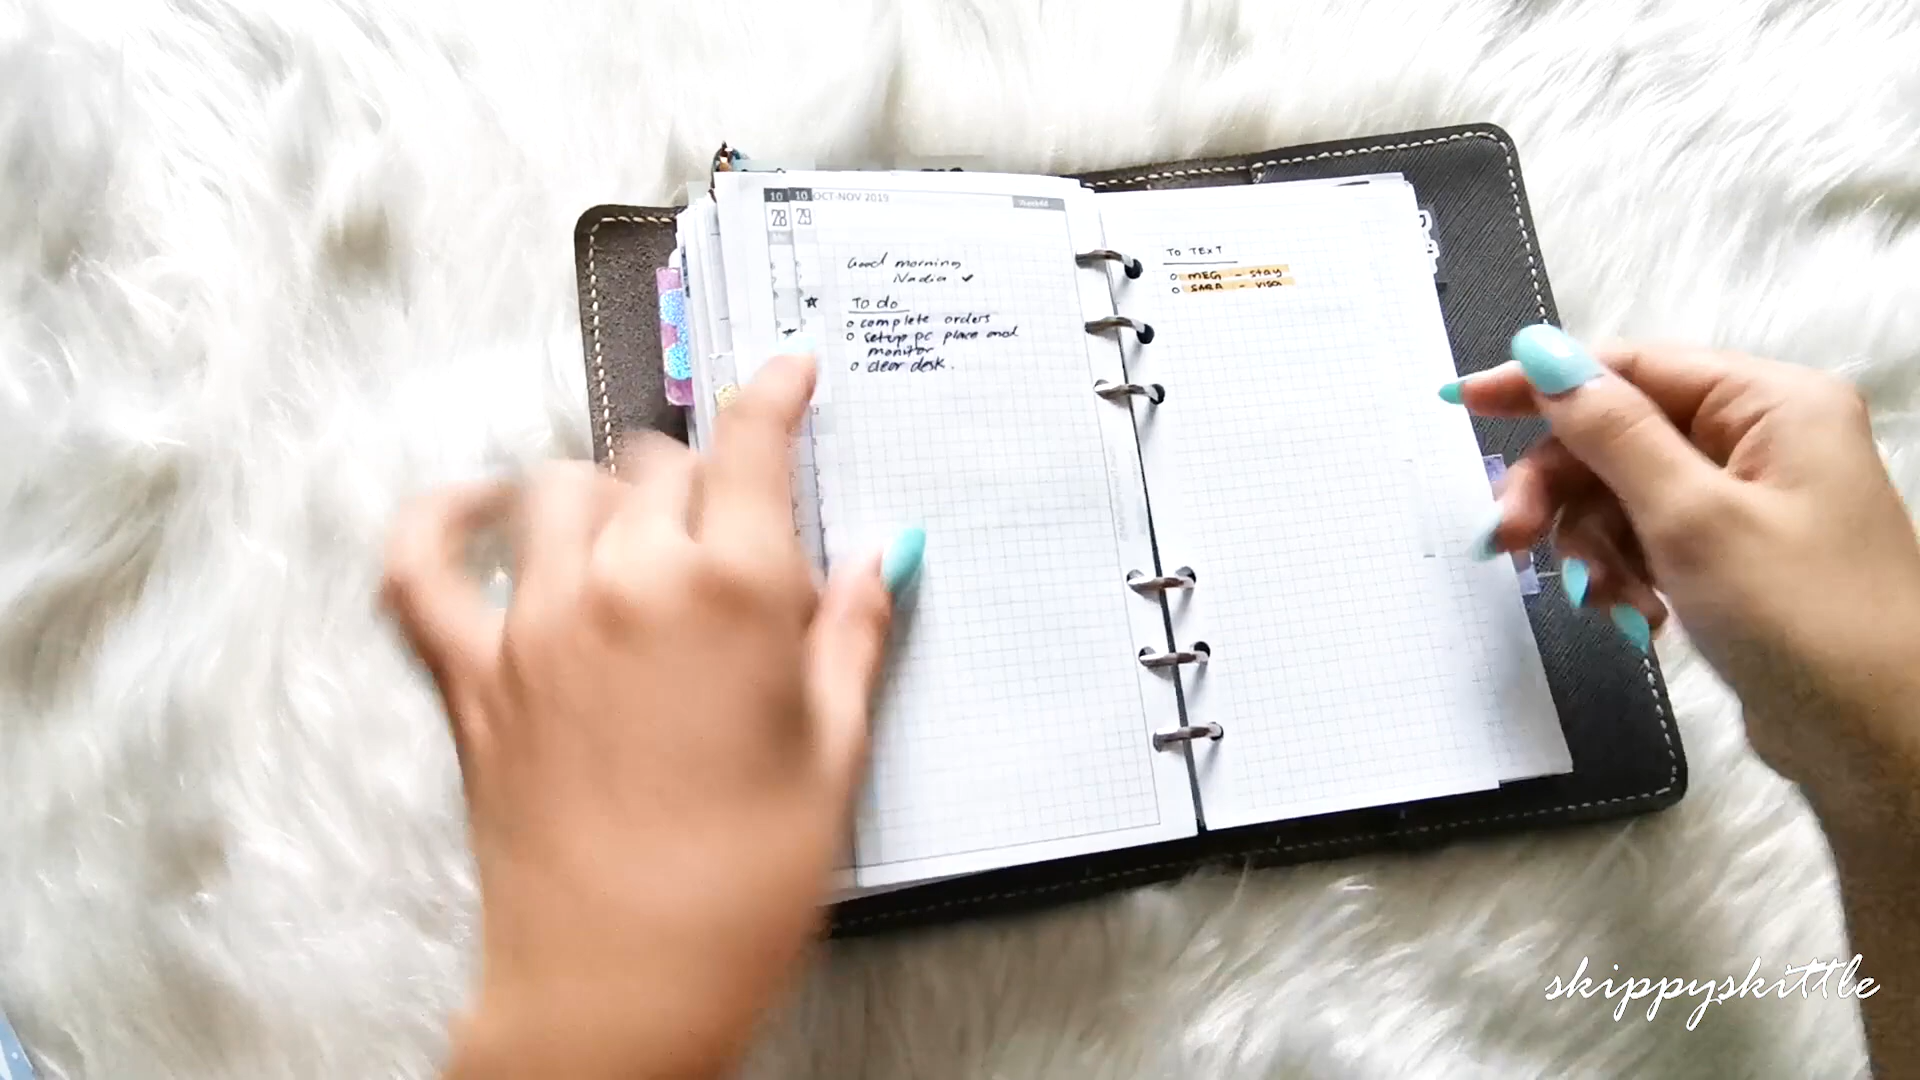 10 10 OCT-NOV 2019
28 29
Good morning
Nadia
To do
complete orders
setup pc place and
monitor
clear desk.
TO TEXT
MEG - stay
SARA - visa
skippyskittle